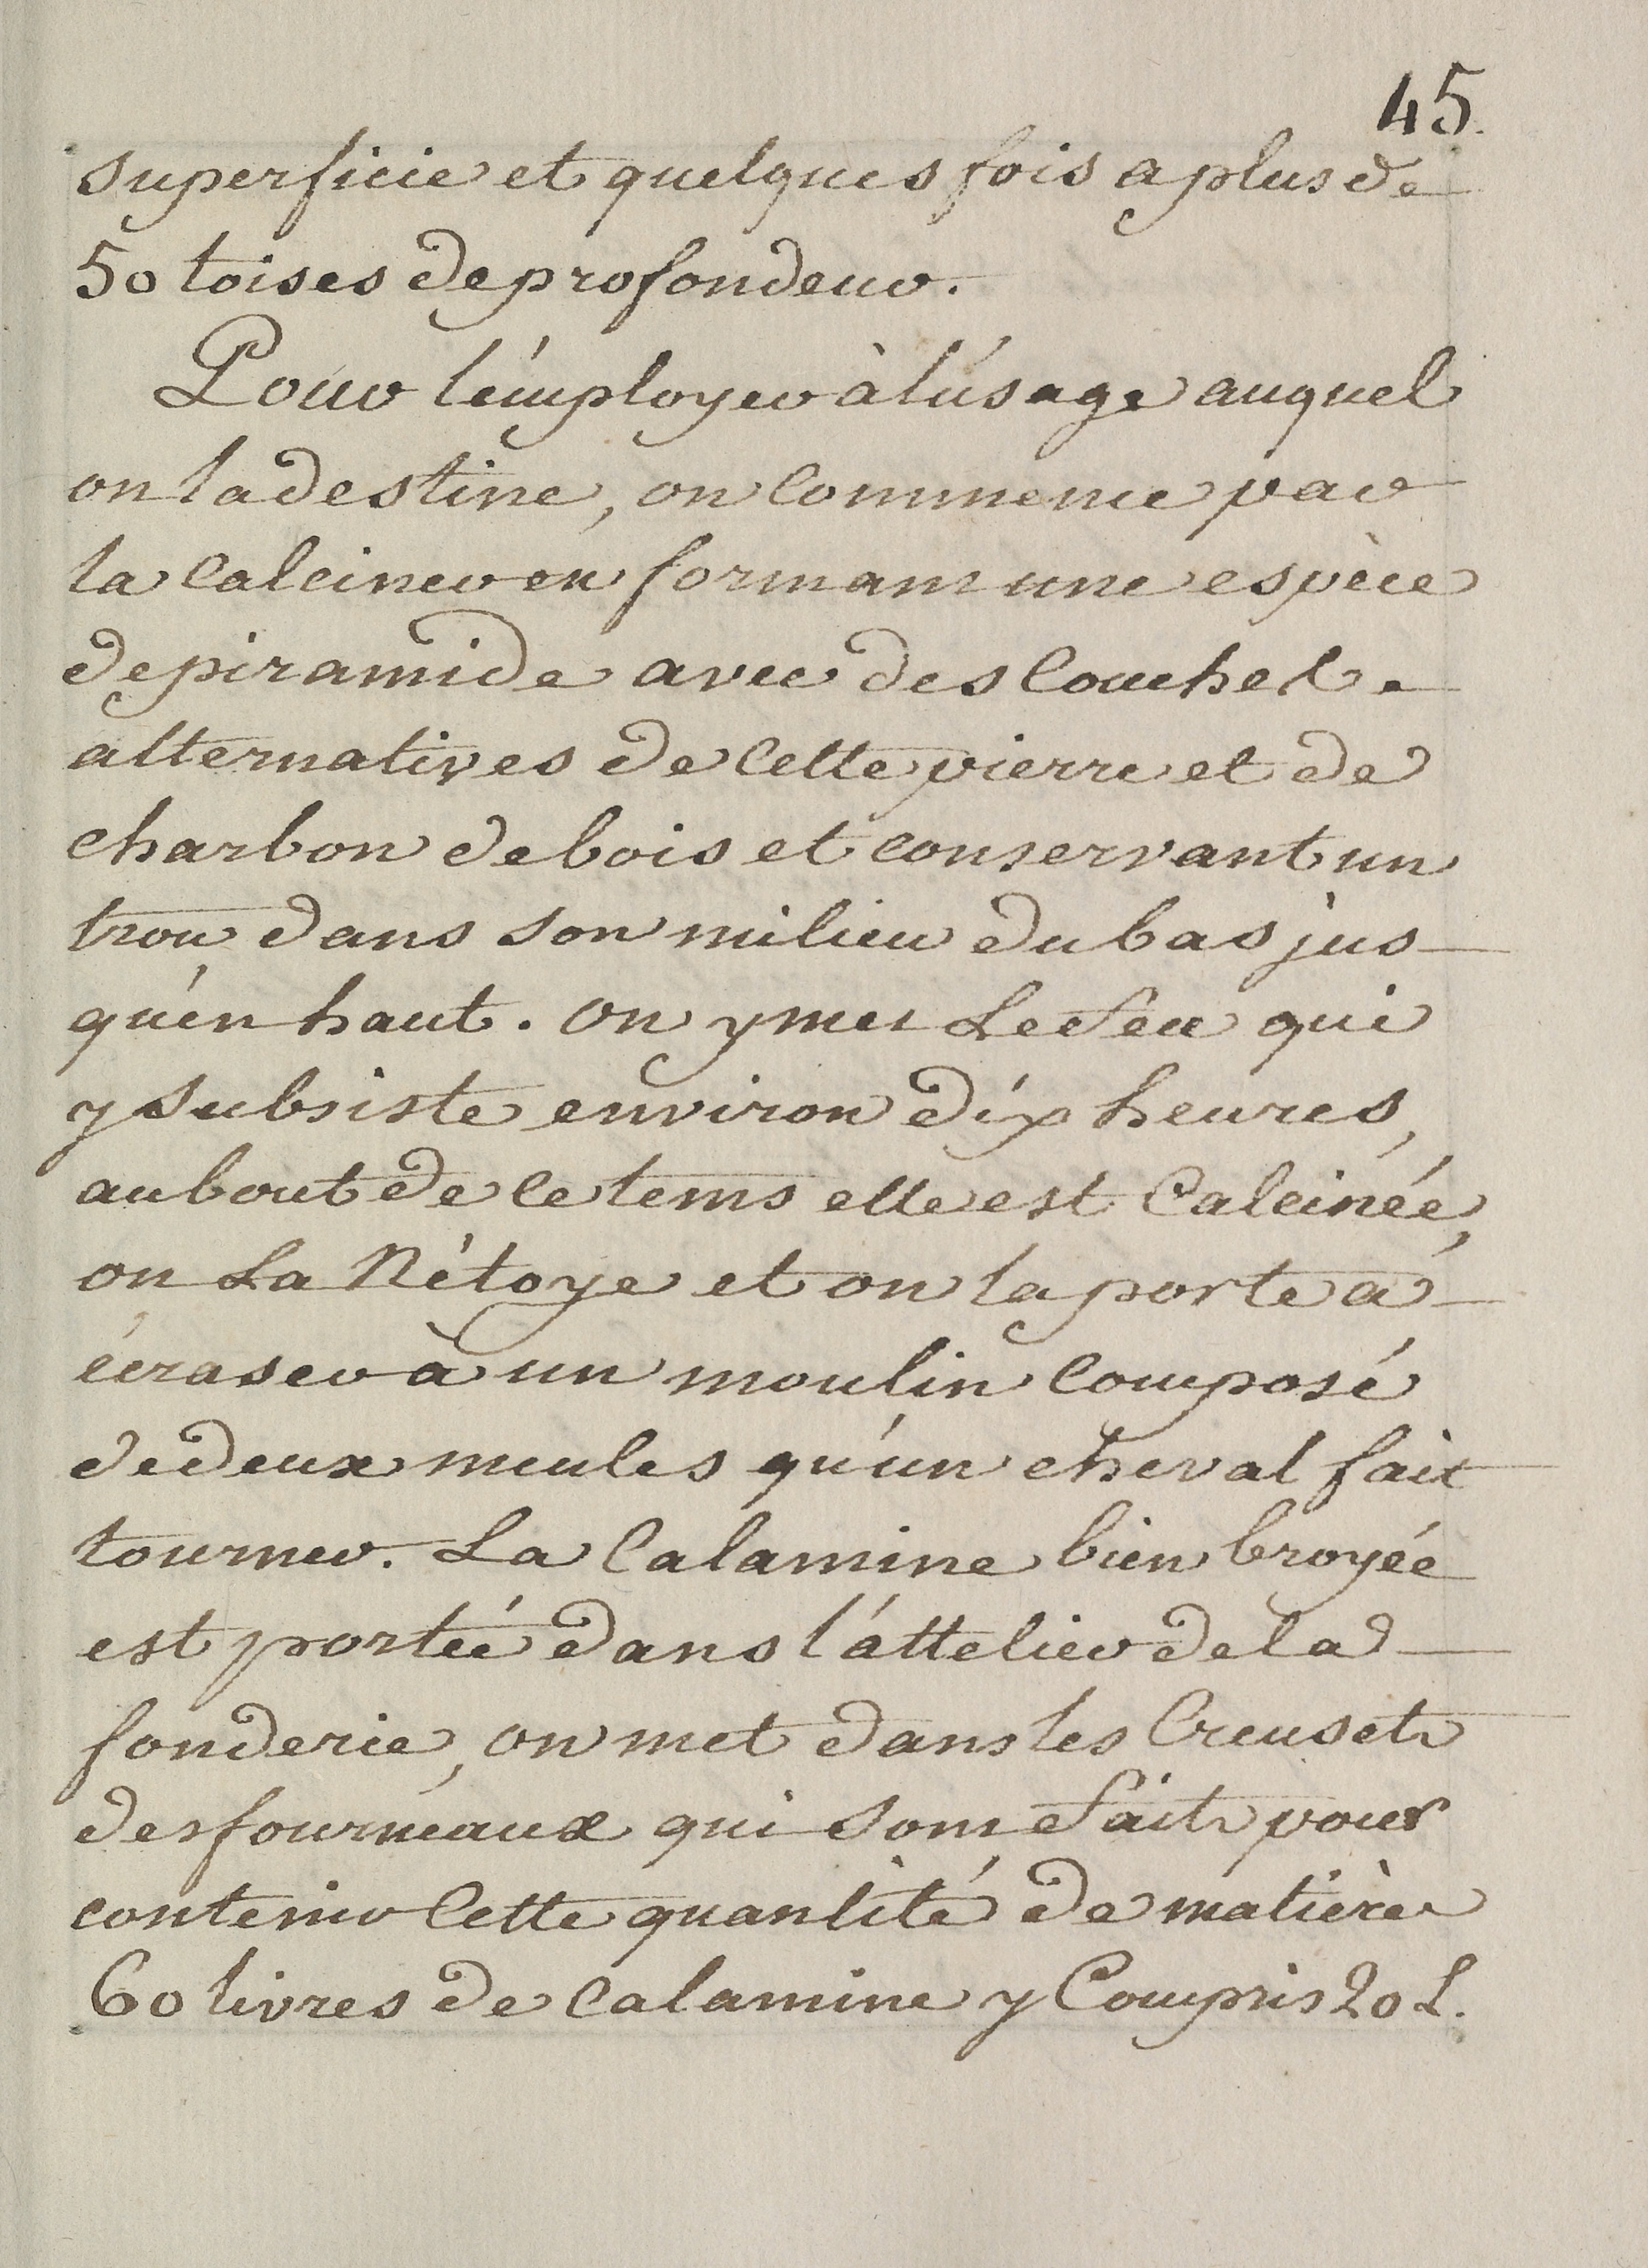 45.
superficie et quelques fois a plus de
50 toises de profondeur.
Pour l'employer à l'usage auquel
on la destine, on Commence par
la Calciner en formant une espèce
de piramide avec des Couches
alternatives de Cette pierre et de
charbon de bois et conservant un
trou dans son milieu du bas jus
qu'en haut. on y met Le feu qui
y subsiste environ dix heures,
au bout de ce tems elle est Calcinée,
on La Nétoye et on la porte a
écraser à un moulin Composé
de deux meules qu'un cheval fait
tourner. La Calamine bien broyée
est portée dans l'attelier de la
fonderie, on met dans les Creusets
des fourneaux qui sont faits pour
contenir Cette quantité de matière
60 livres de Calamine y Compris 20 L.